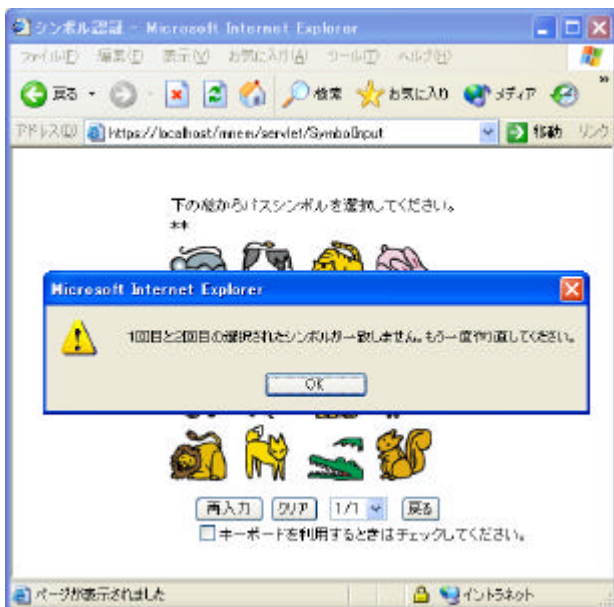 シンボル認証 - Microsoft Internet Explorer
ファイル(F) 編集(E) 表示(V) お気に入り(A) ツール(T) ヘルプ(H)
戻る 検索 お気に入り メディア »
アドレス(D) https://localhost/mnem/servlet/SymbolInput 移動 リンク
下の絵からパスシンボルを選択してください。
**
Microsoft Internet Explorer
1回目と2回目の選択されたシンボルが一致しません。もう一度作り直してください。
OK
再入力 クリア 1/1 戻る
キーボードを利用するときはチェックしてください。
ページが表示されました イントラネット